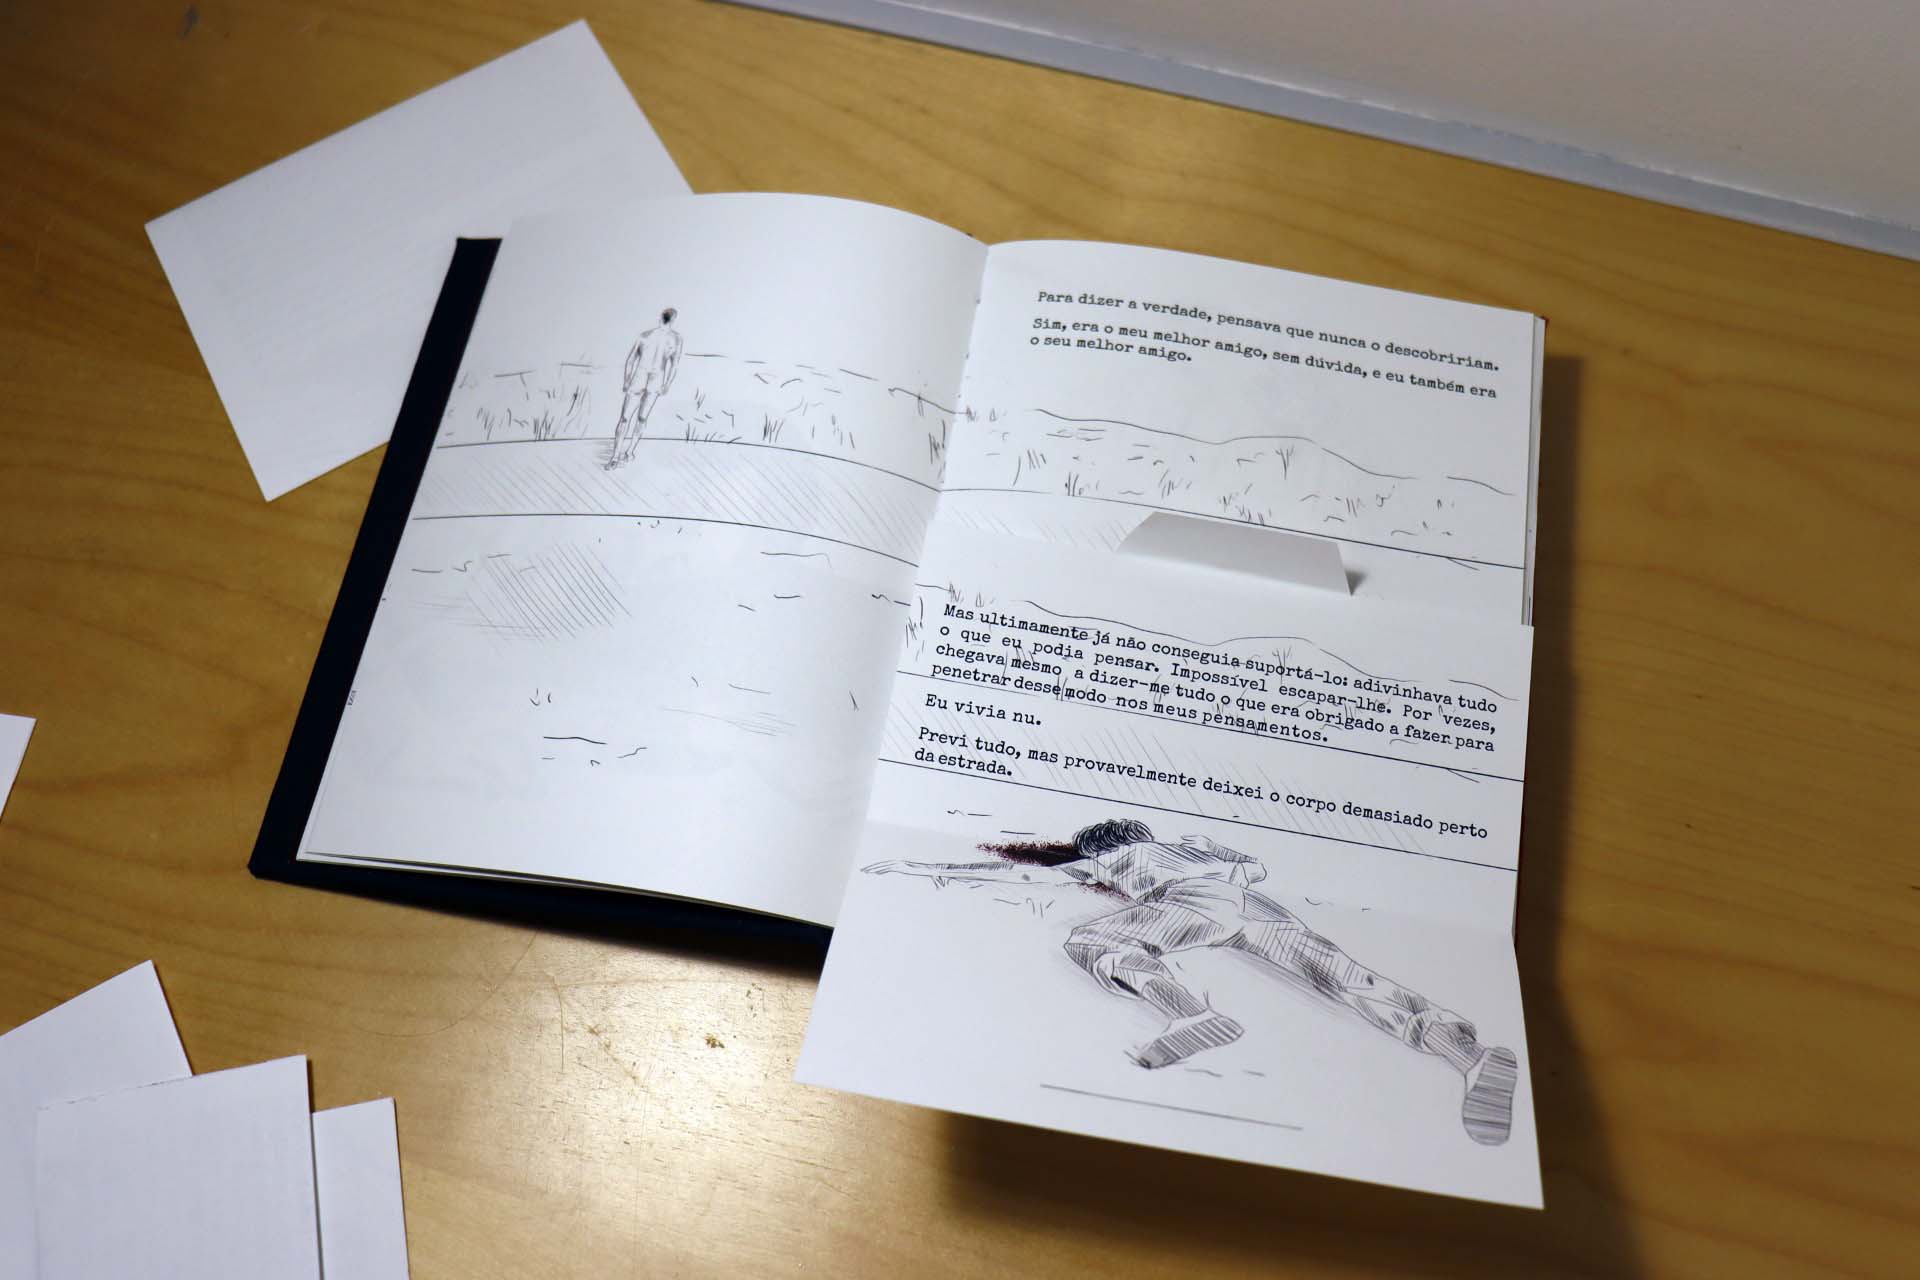 Para dizer a verdade, pensava que nunca o descobririam.
Sim, era o meu melhor amigo, sem dúvida, e eu também era
o seu melhor amigo.
Mas ultimamente já não conseguia suportá-lo: adivinhava tudo
o que eu podia pensar. Impossível escapar-lhe. Por vezes,
chegava mesmo a dizer-me tudo o que era obrigado a fazer para
penetrar desse modo nos meus pensamentos.
Eu vivia nu.
Previ tudo, mas provavelmente deixei o corpo demasiado perto
da estrada.